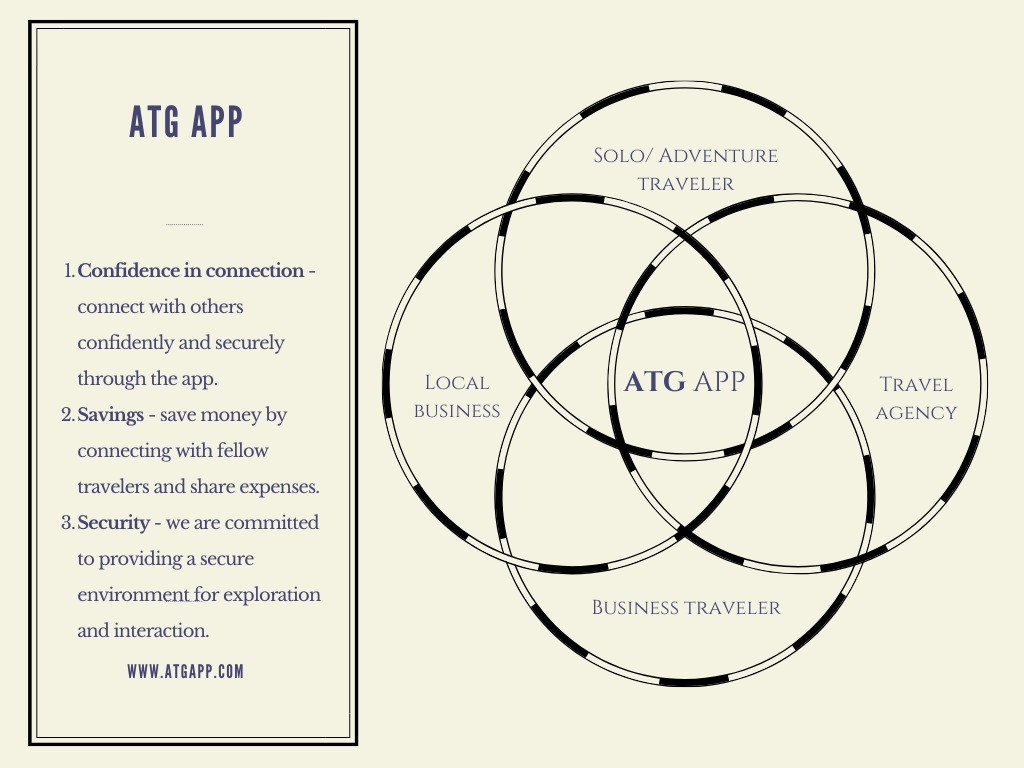 ATG APP
1. Confidence in connection -
connect with others
confidently and securely
through the app.
2. Savings - save money by
connecting with fellow
travelers and share expenses.
3. Security - we are committed
to providing a secure
environment for exploration
and interaction.
WWW.ATGAPP.COM
Solo/ Adventure
traveler
Local
business
ATG APP
Travel
agency
Business traveler